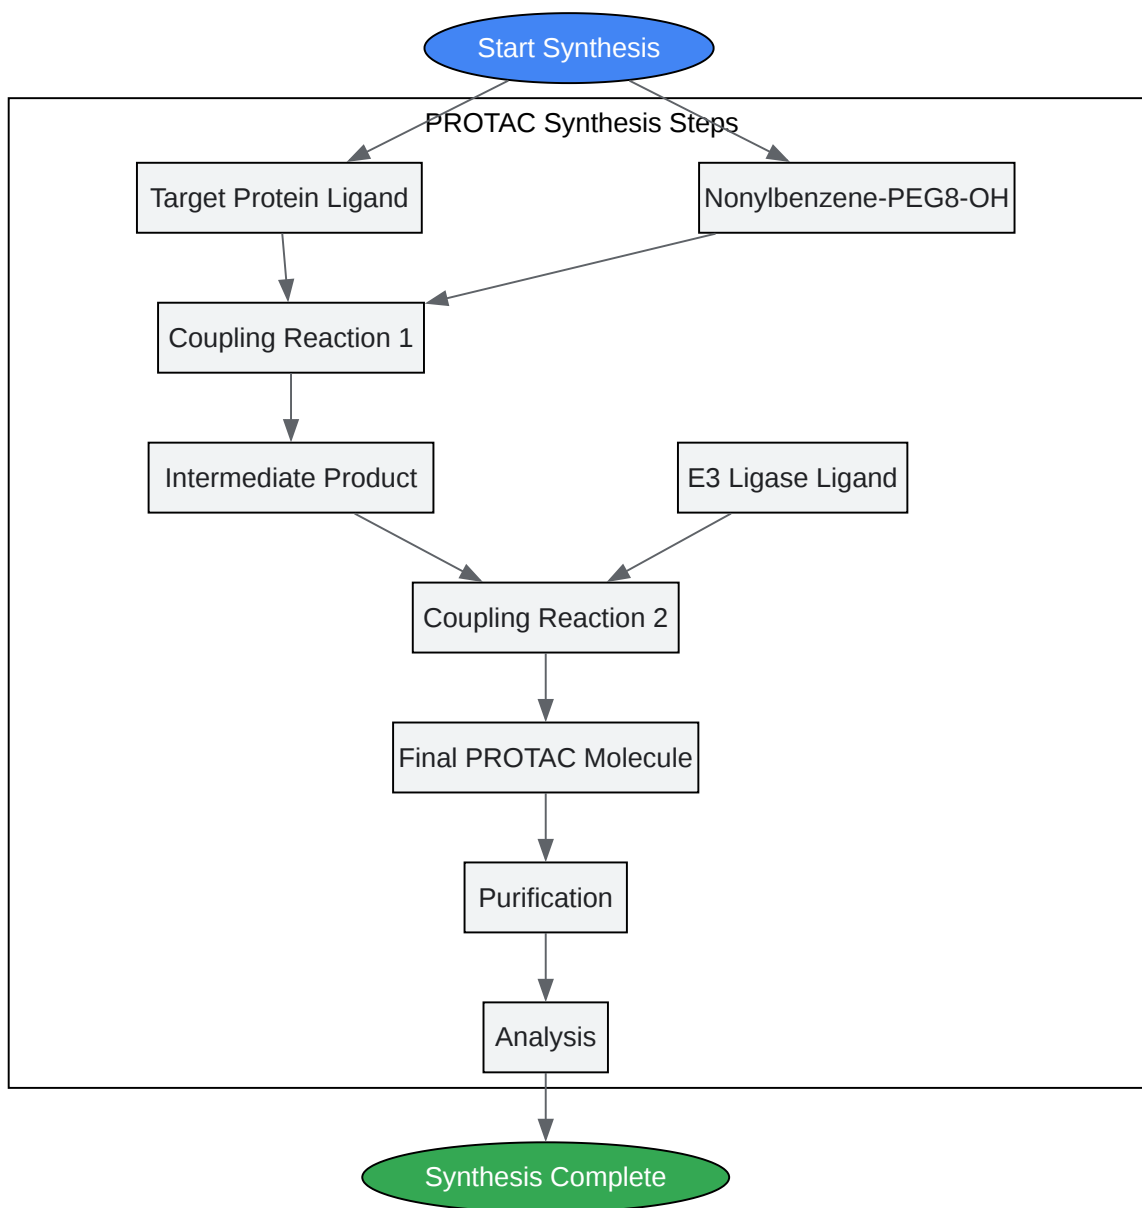 Start Synthesis
PROTAC Synthesis Steps
Target Protein Ligand
Nonylbenzene-PEG8-OH
Coupling Reaction 1
Intermediate Product
E3 Ligase Ligand
Coupling Reaction 2
Final PROTAC Molecule
Purification
Analysis
Synthesis Complete